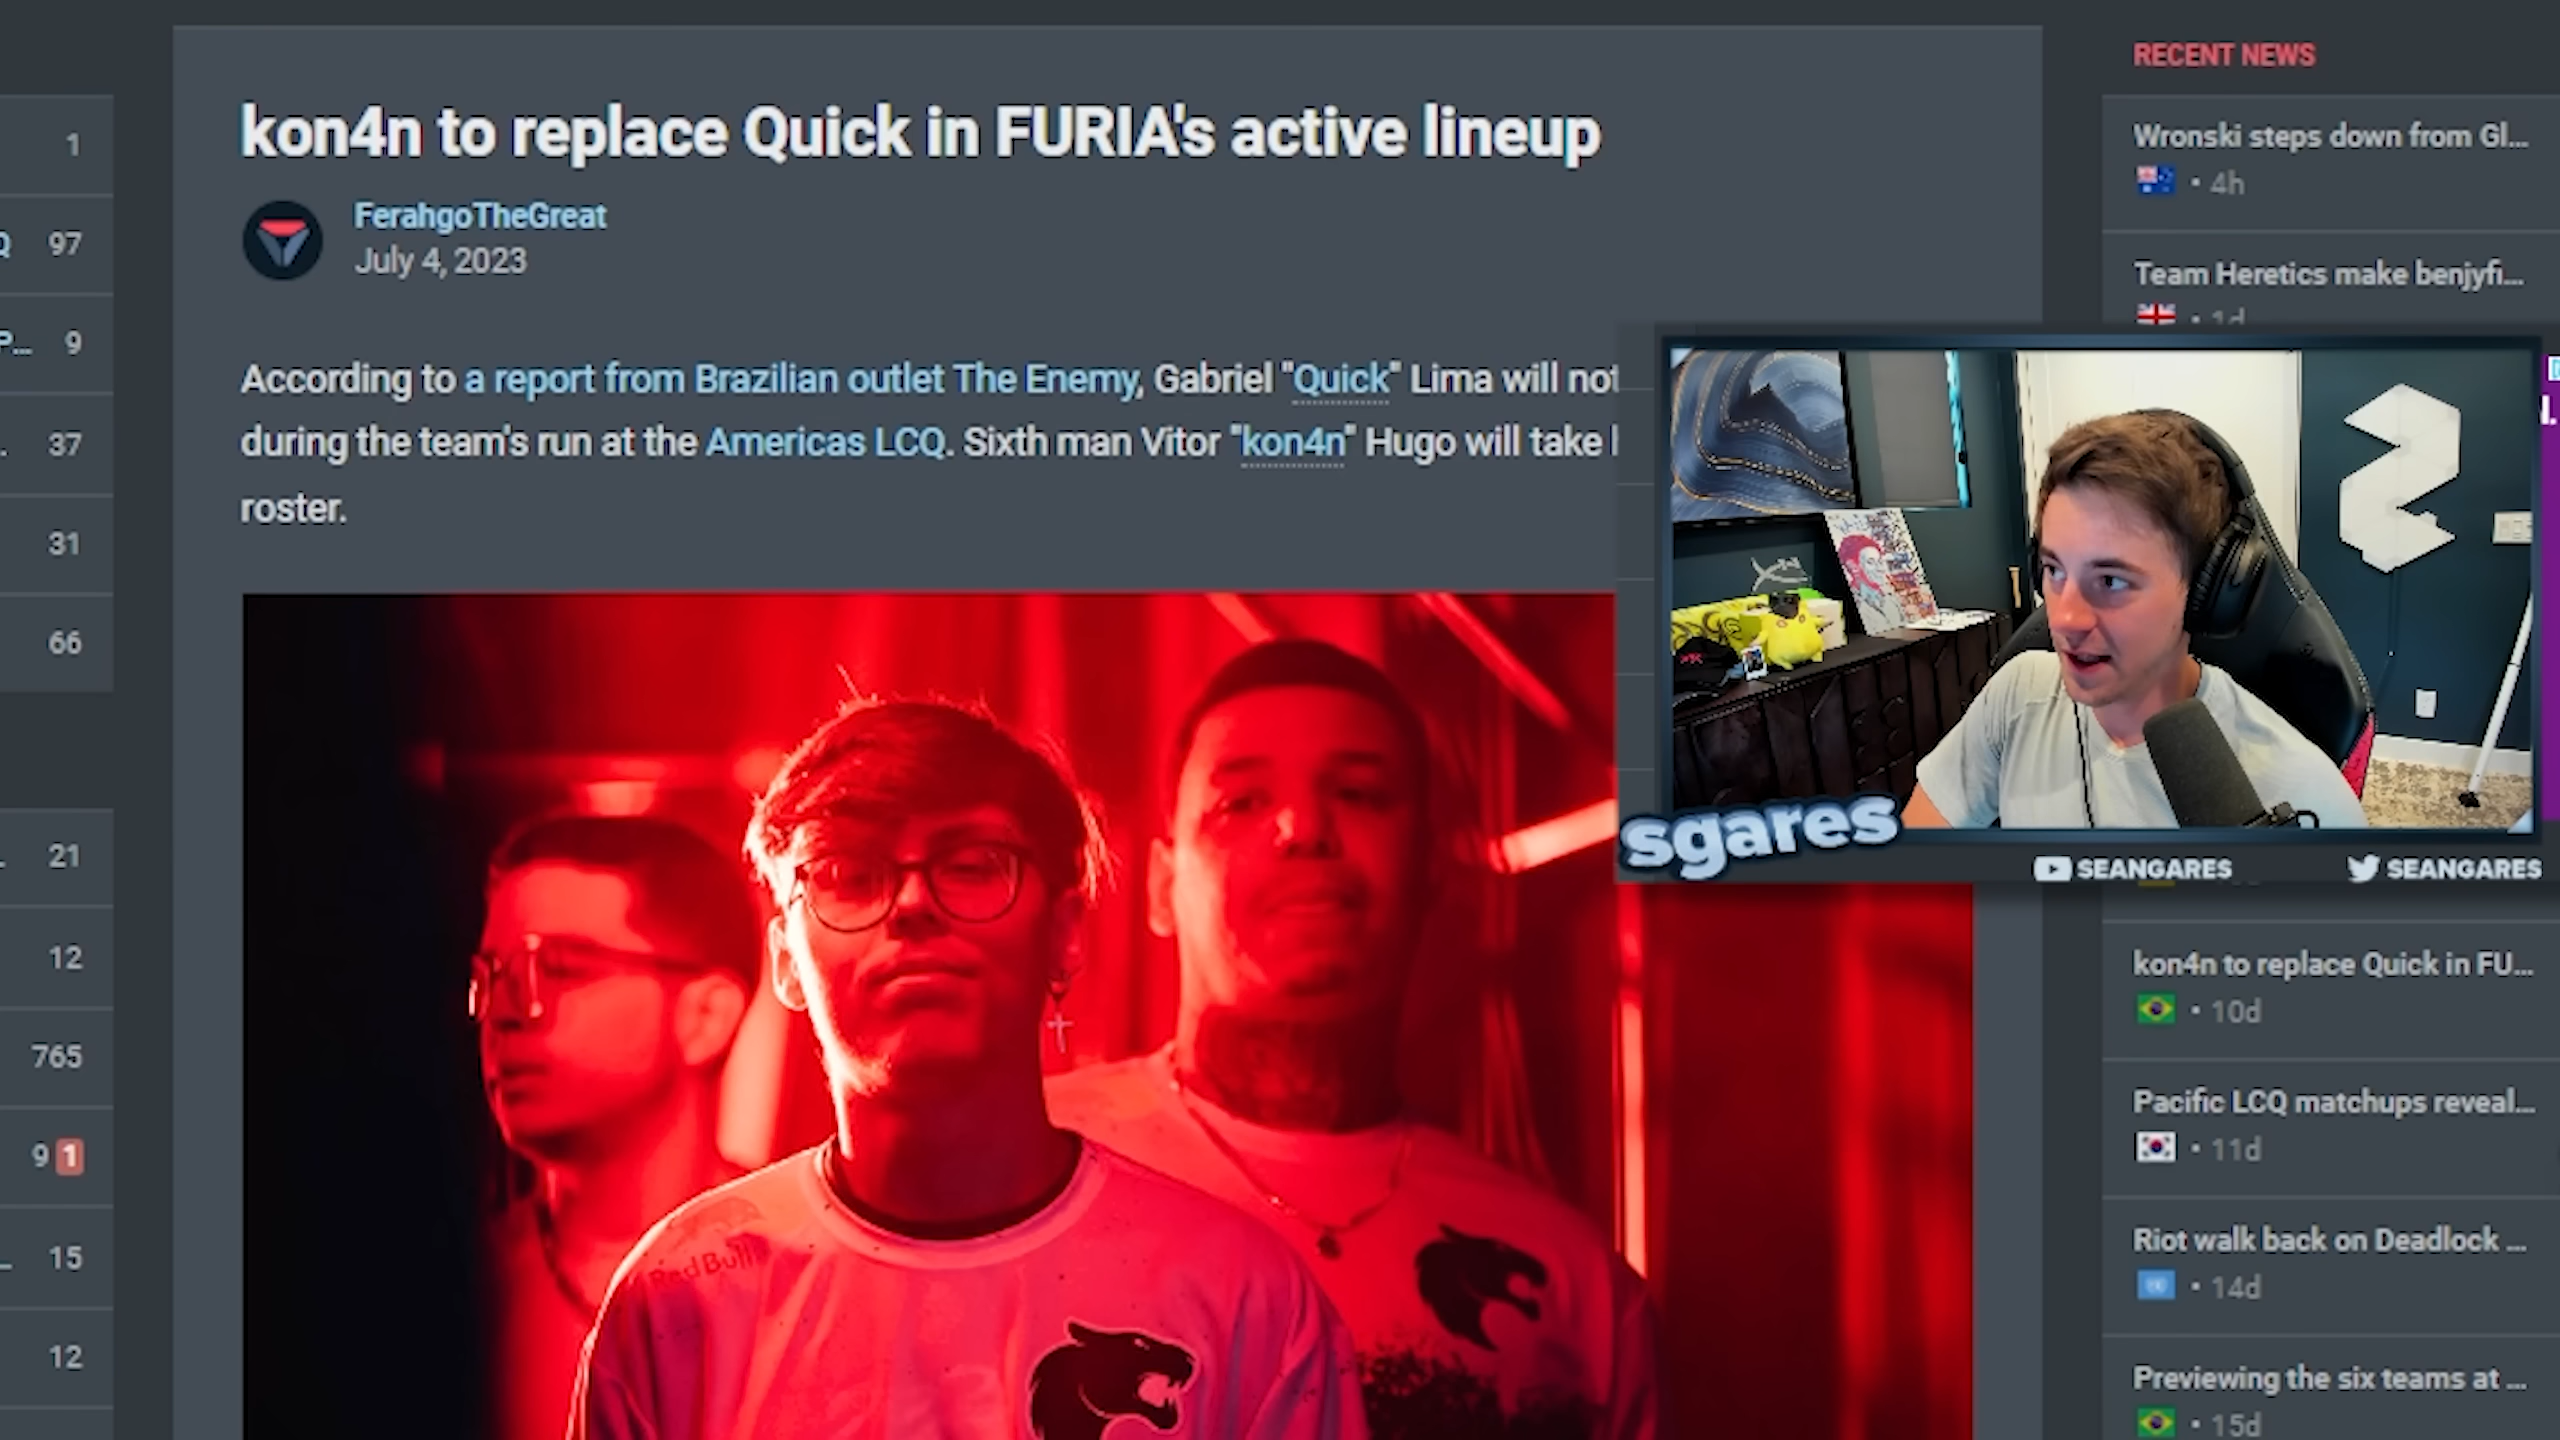 kon4n to replace Quick in FURIA's active lineup
FerahgoTheGreat
July 4, 2023
According to a report from Brazilian outlet The Enemy, Gabriel "Quick" Lima will not
during the team's run at the Americas LCQ. Sixth man Vitor "kon4n" Hugo will take
roster.
RedBull
1
97
P... 9
37
31
66
21
12
765
9 1
15
12
RECENT NEWS
Wronski steps down from Gl...
• 4h
Team Heretics make benjyfi...
• 1d
sgares
SEANGARES
SEANGARES
kon4n to replace Quick in FU...
• 10d
Pacific LCQ matchups reveal...
• 11d
Riot walk back on Deadlock ...
• 14d
Previewing the six teams at ...
• 15d